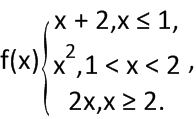 x + 2,x ≤ 1,
f(x){ x²,1 < x < 2 ,
2x,x ≥ 2.